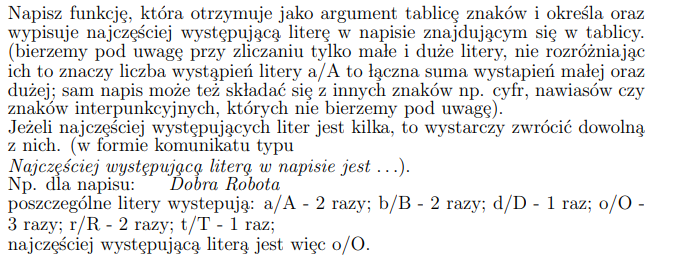 Napisz funkcję, która otrzymuje jako argument tablicę znaków i określa oraz
wypisuje najczęściej występującą literę w napisie znajdującym się w tablicy.
(bierzemy pod uwagę przy zliczaniu tylko małe i duże litery, nie rozróżniając
ich to znaczy liczba wystąpień litery a/A to łączna suma wystapień małej oraz
dużej; sam napis może też składać się z innych znaków np. cyfr, nawiasów czy
znaków interpunkcyjnych, których nie bierzemy pod uwagę).
Jeżeli najczęściej występujących liter jest kilka, to wystarczy zwrócić dowolną
z nich. (w formie komunikatu typu
Najczęściej występującą literą w napisie jest ...).
Np. dla napisu: Dobra Robota
poszczególne litery wystepują: a/A - 2 razy; b/B - 2 razy; d/D - 1 raz; o/O -
3 razy; r/R - 2 razy; t/T - 1 raz;
najczęściej występującą literą jest więc o/O.